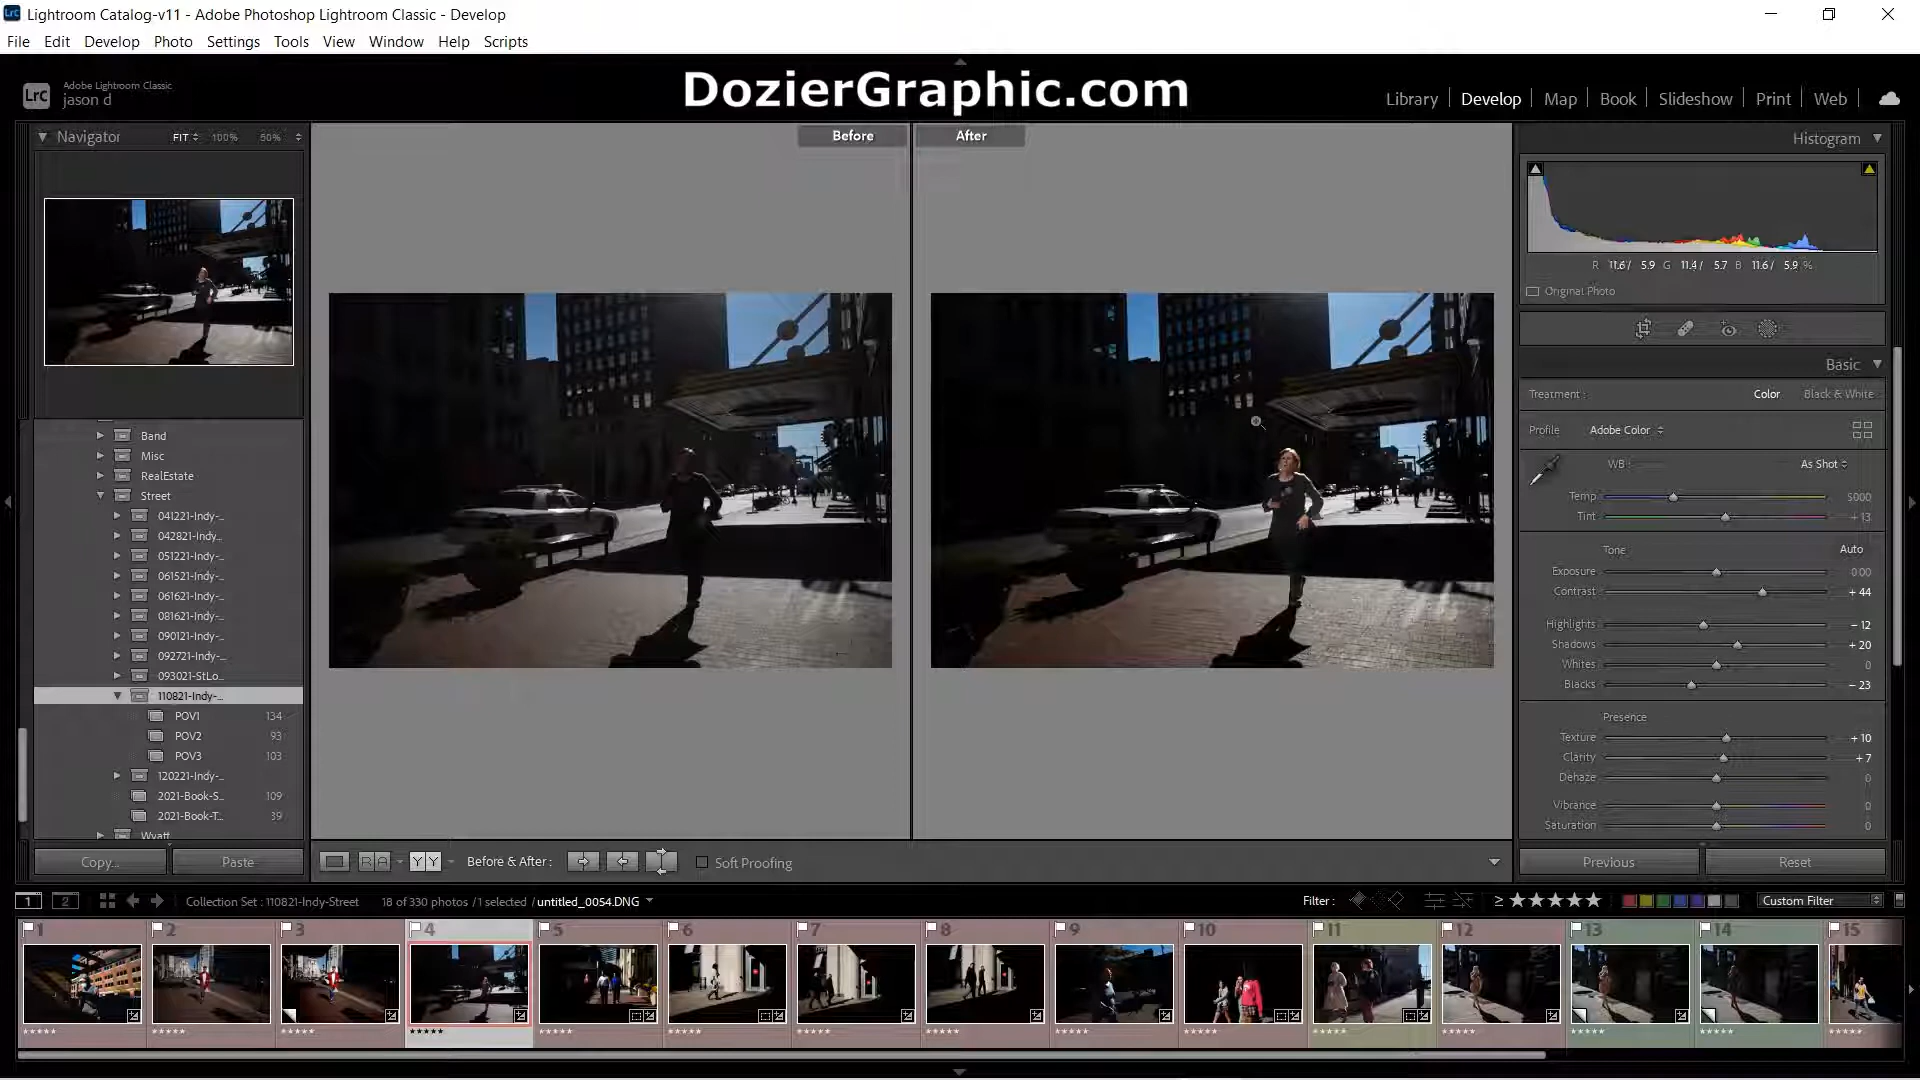 Lightroom Catalog-v11 - Adobe Photoshop Lightroom Classic - Develop
File Edit Develop Photo Settings Tools View Window Help Scripts
DozierGraphic.com
LrC Adobe Lightroom Classic
jason d
Library Develop Map Book Slideshow Print Web
Navigator FIT 100% 50%
Before After
Histogram
R 11.6 / 5.9 G 11.4 / 5.7 B 11.6 / 5.9 %
Original Photo
Basic
Treatment : Color Black & White
Profile Adobe Color
WB : As Shot
Temp 5000
Tint + 13
Tone Auto
Exposure 0.00
Contrast + 44
Highlights − 12
Shadows + 20
Whites 0
Blacks − 23
Presence
Texture + 10
Clarity + 7
Dehaze 0
Vibrance 0
Saturation 0
Previous Reset
Band
Misc
RealEstate
Street
041221-Indy-...
042821-Indy...
051221-Indy-...
061521-Indy-...
061621-Indy-...
081621-Indy-...
090121-Indy-...
092721-Indy-...
093021-StLo...
110821-Indy-...
POV1 134
POV2 93
POV3 103
120221-Indy-...
2021-Book-S... 109
2021-Book-T... 39
Wyatt
Copy... Paste
R A Y Y Before & After : Soft Proofing
1 2 Collection Set : 110821-Indy-Street 18 of 330 photos / 1 selected / untitled_0054.DNG Filter : ≥ ★★★★★ Custom Filter
1 2 3 4 5 6 7 8 9 10 11 12 13 14 15